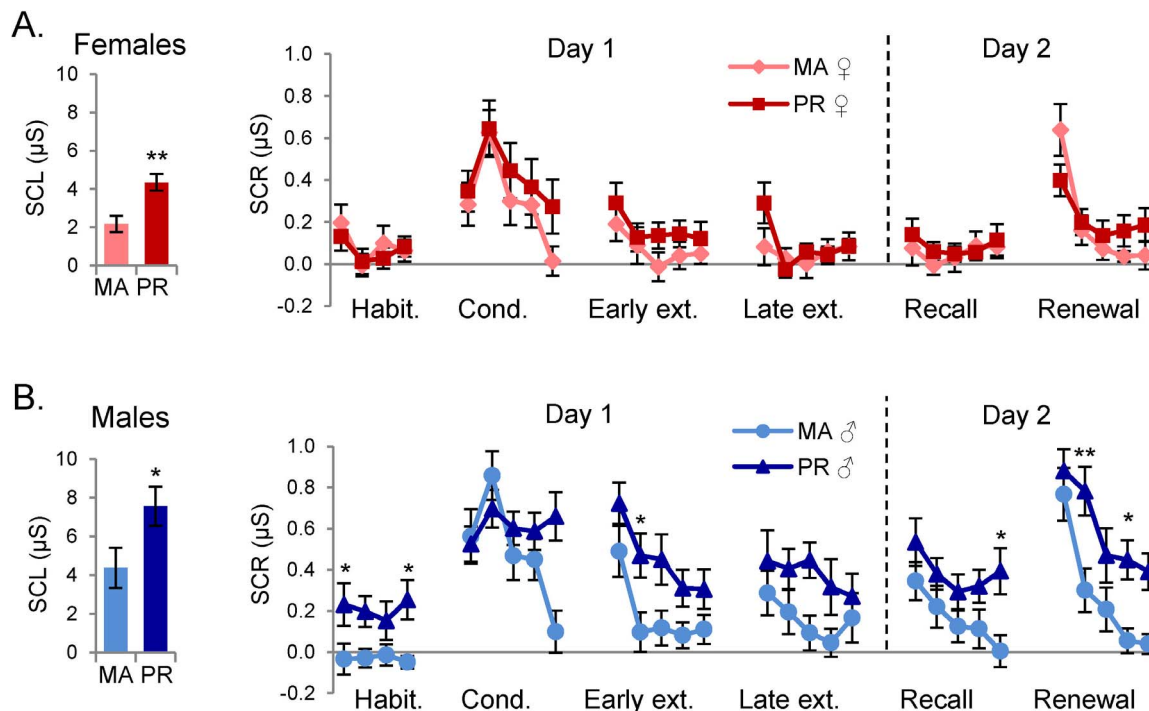 A.
Females
SCL (µS)
10
8
6
4
2
0
**
MA PR
Day 1
Day 2
MA ♀
PR ♀
SCR (µS)
1.0
0.8
0.6
0.4
0.2
0.0
-0.2
Habit. Cond. Early ext. Late ext. Recall Renewal
B.
Males
SCL (µS)
10
8
6
4
2
0
*
MA PR
Day 1
Day 2
MA ♂
PR ♂
SCR (µS)
1.0
0.8
0.6
0.4
0.2
0.0
-0.2
* * * * ** *
Habit. Cond. Early ext. Late ext. Recall Renewal